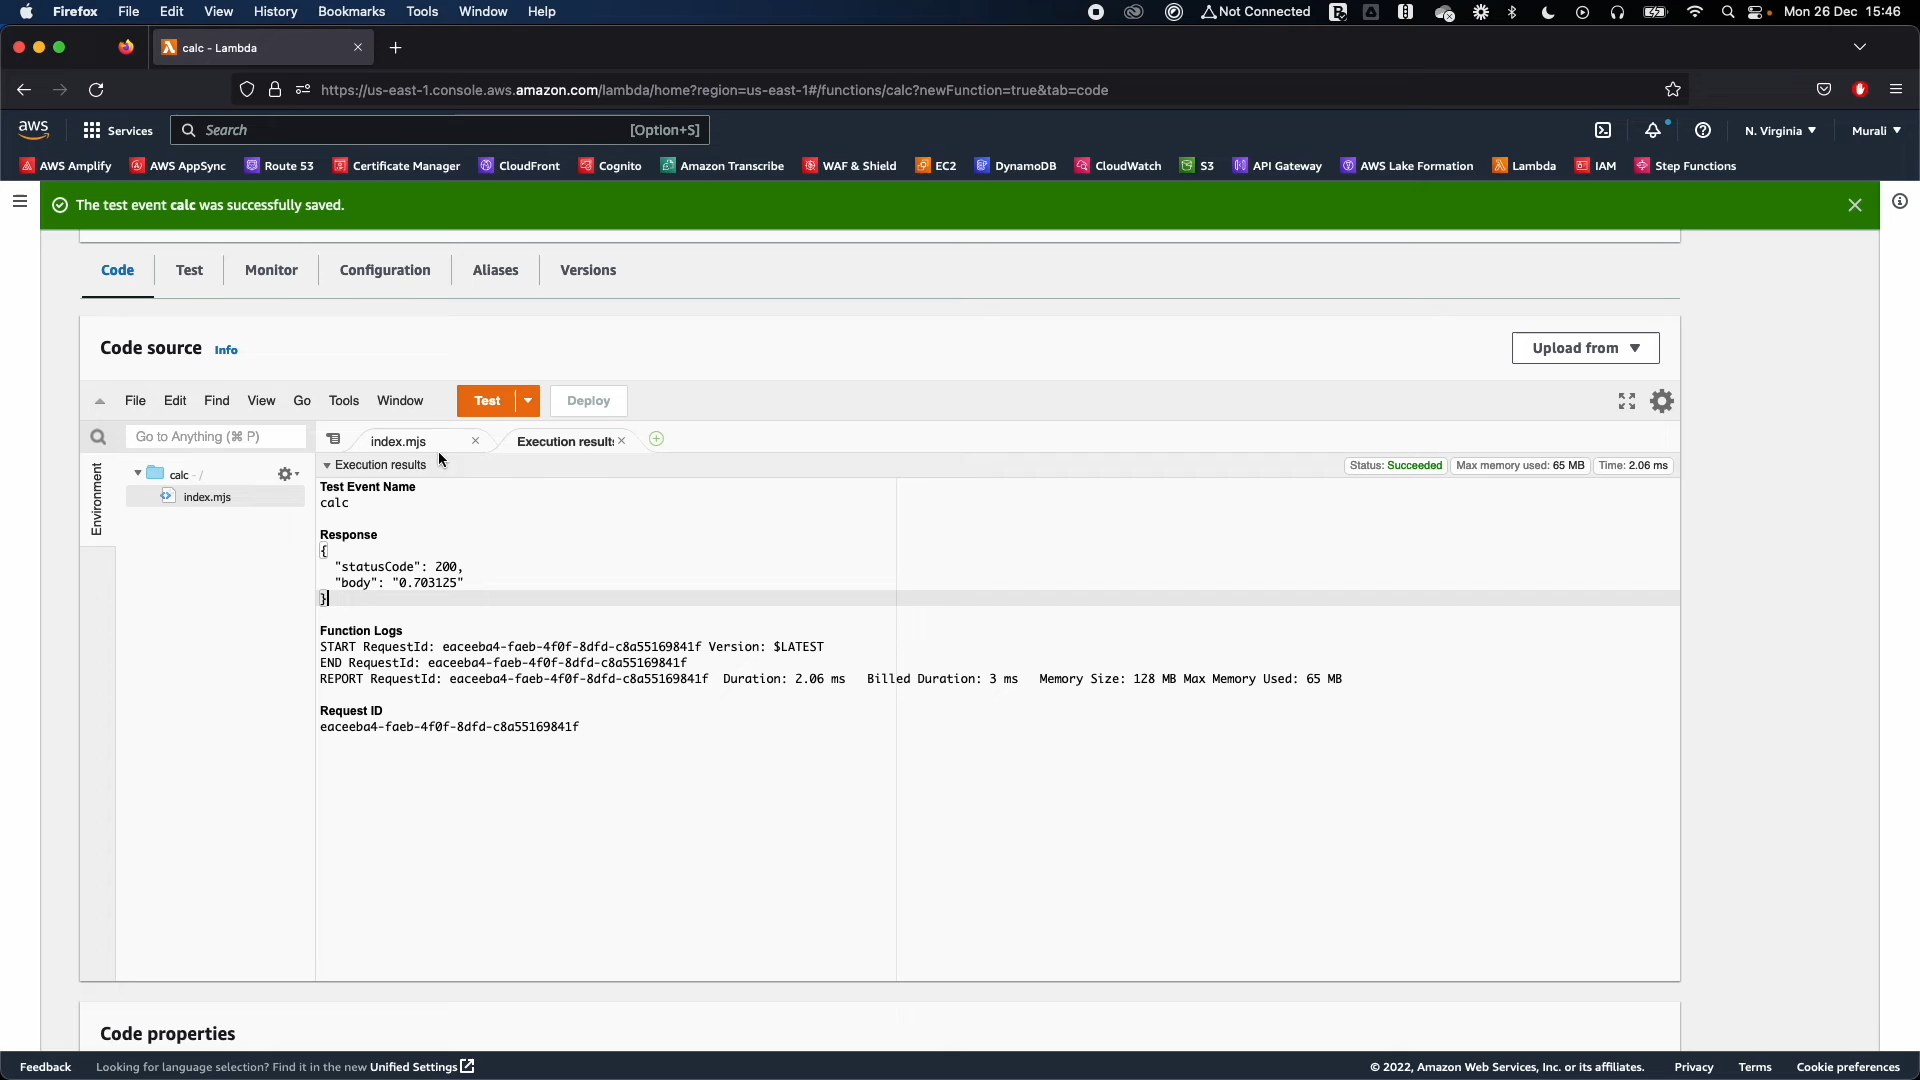 Firefox File Edit View History Bookmarks Tools Window Help Not Connected Mon 26 Dec 15:46
calc - Lambda
https://us-east-1.console.aws.amazon.com/lambda/home?region=us-east-1#/functions/calc?newFunction=true&tab=code
aws Services Search [Option+S] N. Virginia Murali
AWS Amplify AWS AppSync Route 53 Certificate Manager CloudFront Cognito Amazon Transcribe WAF & Shield EC2 DynamoDB CloudWatch S3 API Gateway AWS Lake Formation Lambda IAM Step Functions
The test event calc was successfully saved.
Code Test Monitor Configuration Aliases Versions
Code source Info Upload from
File Edit Find View Go Tools Window Test Deploy
Go to Anything (⌘ P) index.mjs Execution results
Execution results Status: Succeeded Max memory used: 65 MB Time: 2.06 ms
Environment
calc - /
index.mjs
Test Event Name
calc
Response
{
"statusCode": 200,
"body": "0.703125"
}
Function Logs
START RequestId: eaceeba4-faeb-4f0f-8dfd-c8a55169841f Version: $LATEST
END RequestId: eaceeba4-faeb-4f0f-8dfd-c8a55169841f
REPORT RequestId: eaceeba4-faeb-4f0f-8dfd-c8a55169841f Duration: 2.06 ms Billed Duration: 3 ms Memory Size: 128 MB Max Memory Used: 65 MB
Request ID
eaceeba4-faeb-4f0f-8dfd-c8a55169841f
Code properties
Feedback Looking for language selection? Find it in the new Unified Settings © 2022, Amazon Web Services, Inc. or its affiliates. Privacy Terms Cookie preferences